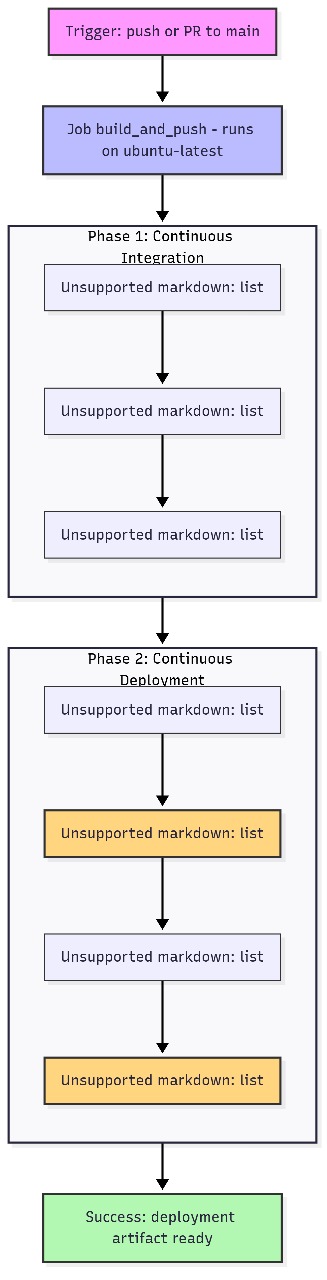 Trigger: push or PR to main
Job build_and_push - runs
on ubuntu-latest
Phase 1: Continuous
Integration
Unsupported markdown: list
Unsupported markdown: list
Unsupported markdown: list
Phase 2: Continuous
Deployment
Unsupported markdown: list
Unsupported markdown: list
Unsupported markdown: list
Unsupported markdown: list
Success: deployment
artifact ready